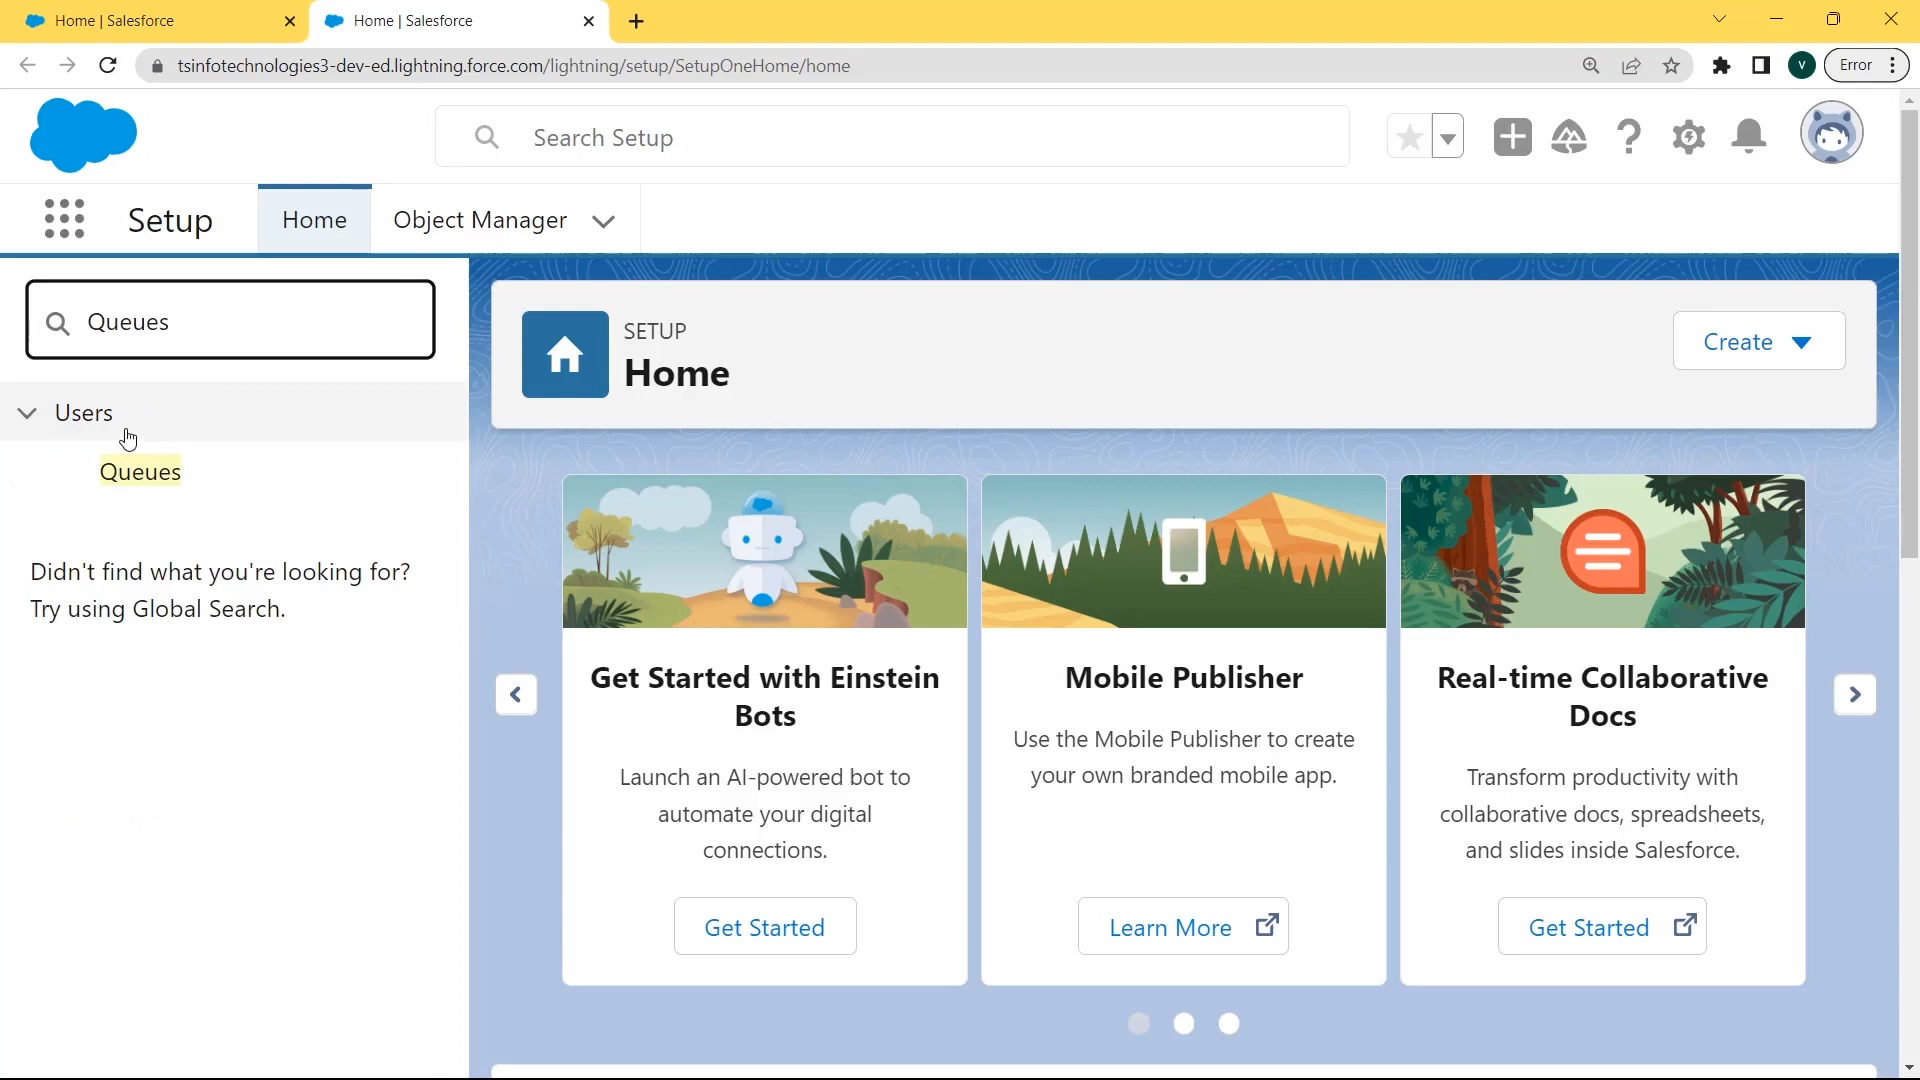 Home | Salesforce
Home | Salesforce
tsinfotechnologies3-dev-ed.lightning.force.com/lightning/setup/SetupOneHome/home
V
Error
Search Setup
Setup
Home
Object Manager
Queues
Users
Queues
Didn't find what you're looking for?
Try using Global Search.
SETUP
Home
Create
Get Started with Einstein
Bots
Launch an AI-powered bot to
automate your digital
connections.
Get Started
Mobile Publisher
Use the Mobile Publisher to create
your own branded mobile app.
Learn More
Real-time Collaborative
Docs
Transform productivity with
collaborative docs, spreadsheets,
and slides inside Salesforce.
Get Started